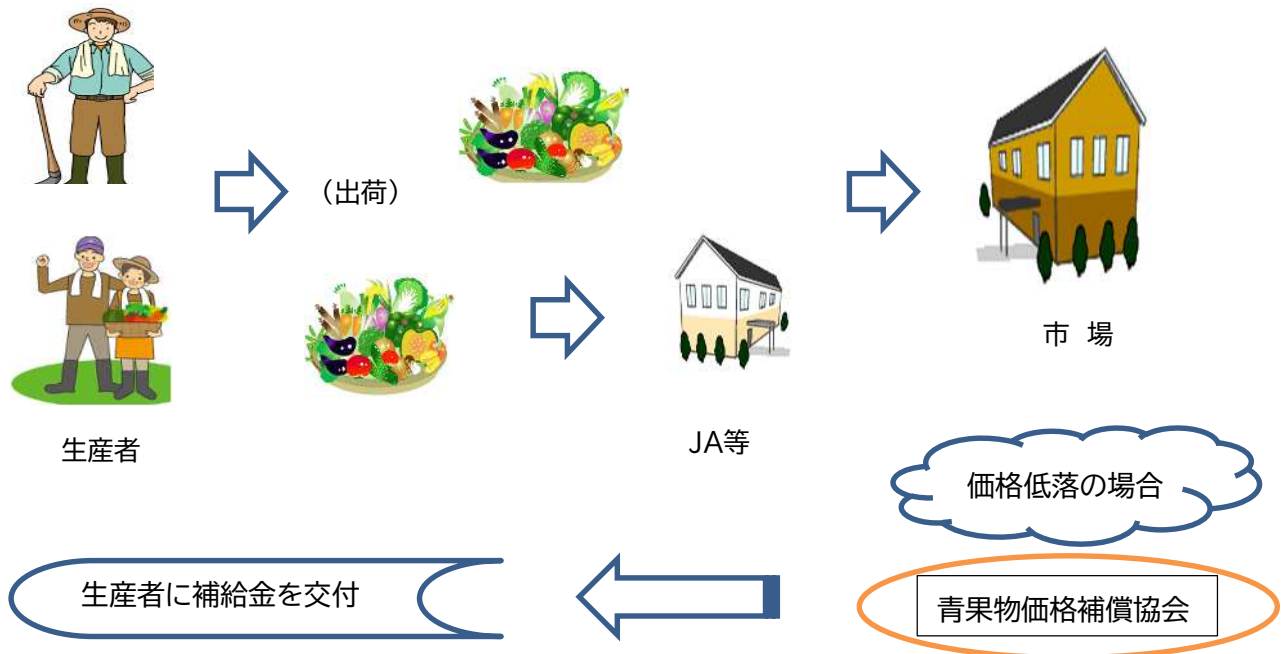 （出荷）
市 場
生産者
JA等
価格低落の場合
生産者に補給金を交付
青果物価格補償協会